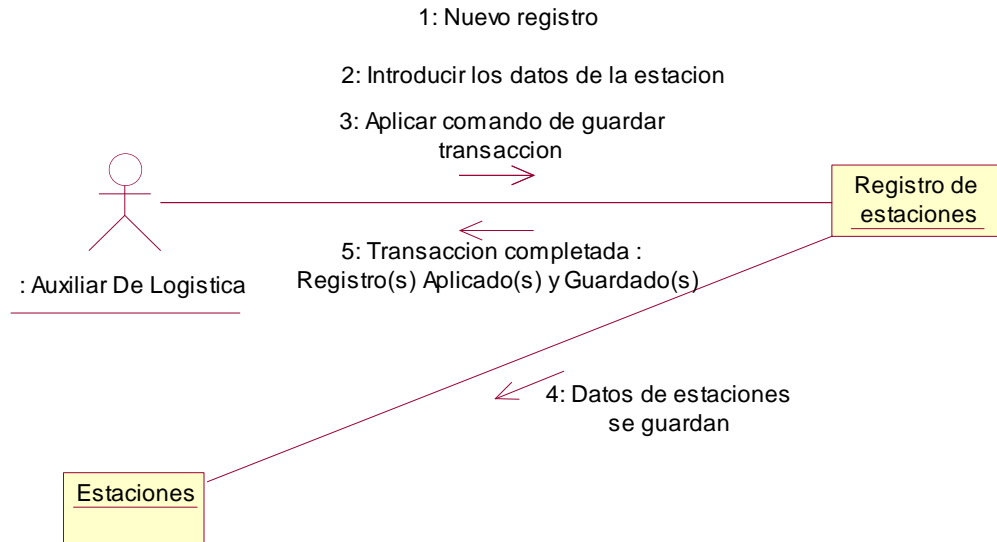 1: Nuevo registro
2: Introducir los datos de la estacion
3: Aplicar comando de guardar
transaccion
Registro de
estaciones
5: Transaccion completada :
Registro(s) Aplicado(s) y Guardado(s)
: Auxiliar De Logistica
4: Datos de estaciones
se guardan
Estaciones